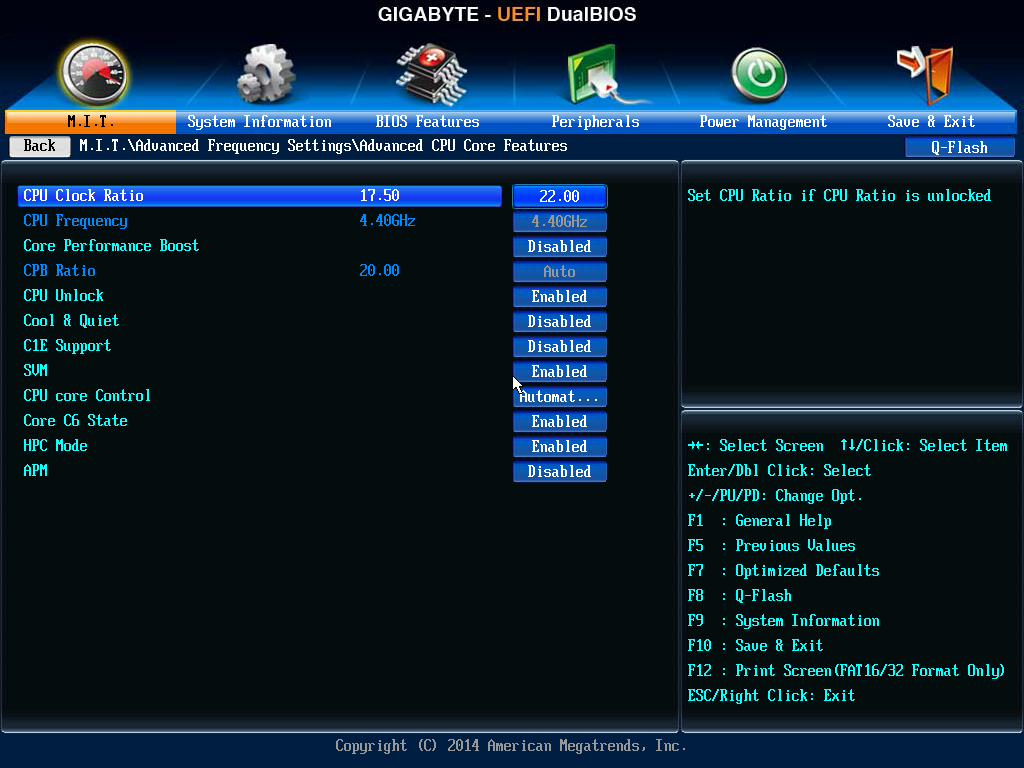 GIGABYTE - UEFI DualBIOS
M.I.T. System Information BIOS Features Peripherals Power Management Save & Exit
Back M.I.T.\Advanced Frequency Settings\Advanced CPU Core Features Q-Flash
CPU Clock Ratio 17.50 22.00
CPU Frequency 4.40GHz 4.40GHz
Core Performance Boost Disabled
CPB Ratio 20.00 Auto
CPU Unlock Enabled
Cool & Quiet Disabled
C1E Support Disabled
SVM Enabled
CPU core Control Automat...
Core C6 State Enabled
HPC Mode Enabled
APM Disabled
Set CPU Ratio if CPU Ratio is unlocked
→←: Select Screen ↑↓/Click: Select Item
Enter/Dbl Click: Select
+/-/PU/PD: Change Opt.
F1 : General Help
F5 : Previous Values
F7 : Optimized Defaults
F8 : Q-Flash
F9 : System Information
F10 : Save & Exit
F12 : Print Screen(FAT16/32 Format Only)
ESC/Right Click: Exit
Copyright (C) 2014 American Megatrends, Inc.